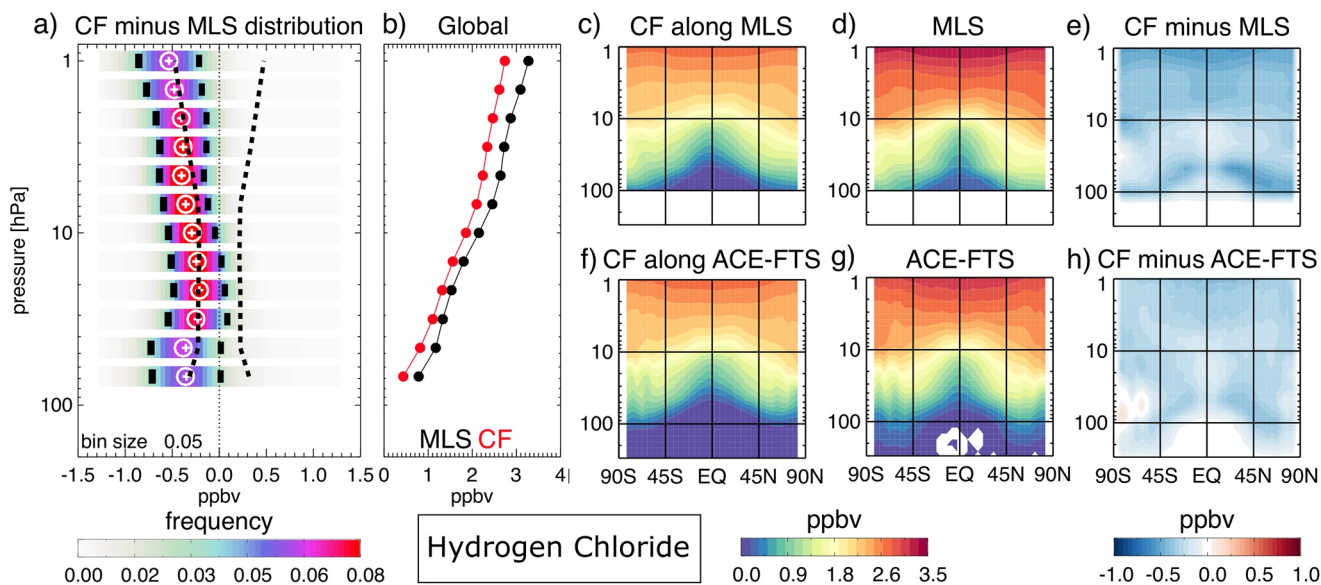 a) CF minus MLS distribution
b) Global
c) CF along MLS
d) MLS
e) CF minus MLS
1
10
100
pressure [hPa]
bin size 0.05
-1.5 -1.0 -0.5 0.0 0.5 1.0 1.5
ppbv
MLS CF
0 1 2 3 4
ppbv
1
10
100
1
10
100
1
10
100
f) CF along ACE-FTS
g) ACE-FTS
h) CF minus ACE-FTS
1
10
100
90S 45S EQ 45N 90N
1
10
100
90S 45S EQ 45N 90N
1
10
100
90S 45S EQ 45N 90N
frequency
0.00 0.02 0.03 0.04 0.06 0.08
Hydrogen Chloride
ppbv
0.0 0.9 1.8 2.6 3.5
ppbv
-1.0 -0.5 0.0 0.5 1.0